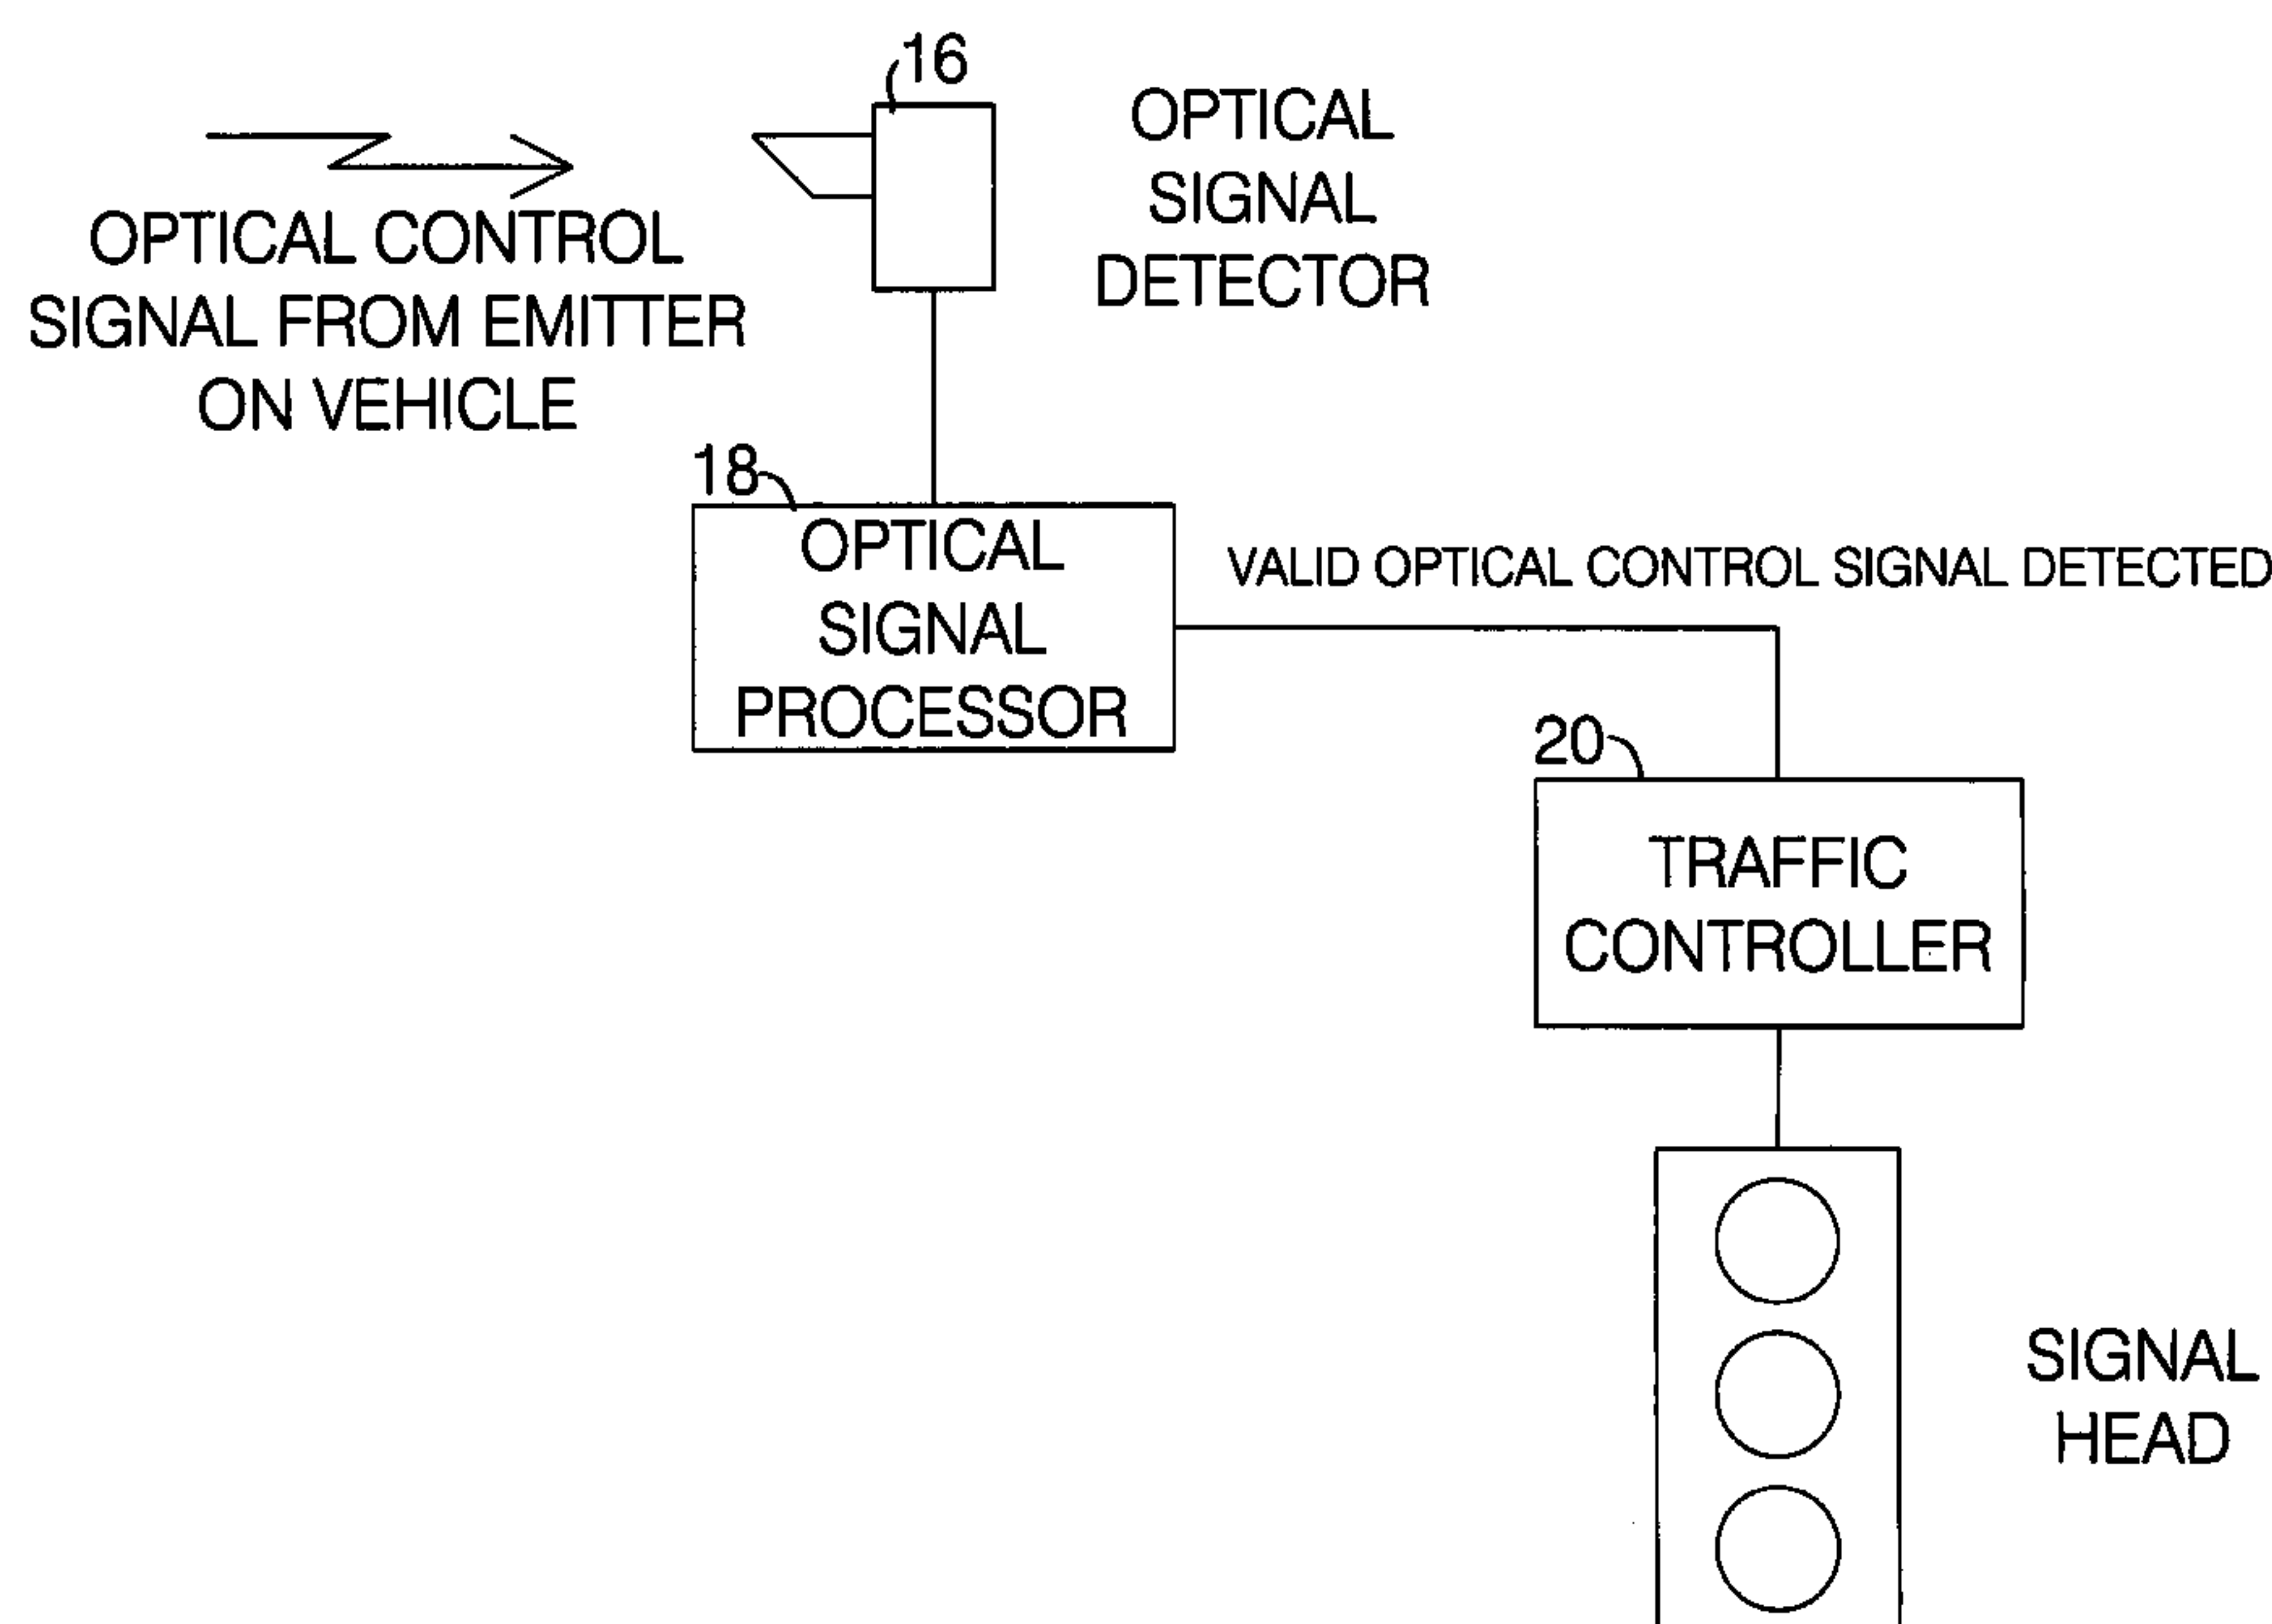 16
OPTICAL
SIGNAL
DETECTOR
OPTICAL CONTROL
SIGNAL FROM EMITTER
ON VEHICLE
18
OPTICAL
SIGNAL
PROCESSOR
VALID OPTICAL CONTROL SIGNAL DETECTED
20
TRAFFIC
CONTROLLER
SIGNAL
HEAD